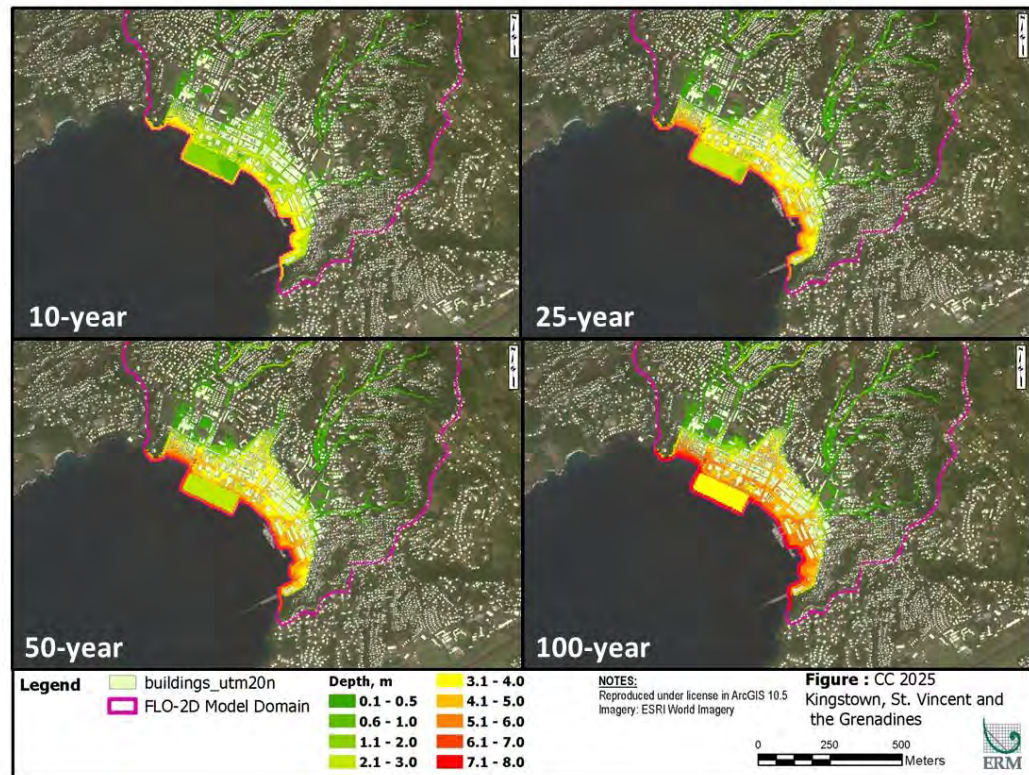 10-year
25-year
50-year
100-year
Legend
buildings_utm20n
FLO-2D Model Domain
Depth, m
0.1 - 0.5
0.6 - 1.0
1.1 - 2.0
2.1 - 3.0
3.1 - 4.0
4.1 - 5.0
5.1 - 6.0
6.1 - 7.0
7.1 - 8.0
NOTES:
Reproduced under license in ArcGIS 10.5
Imagery: ESRI World Imagery
Figure : CC 2025
Kingstown, St. Vincent and
the Grenadines
0 250 500
Meters
ERM